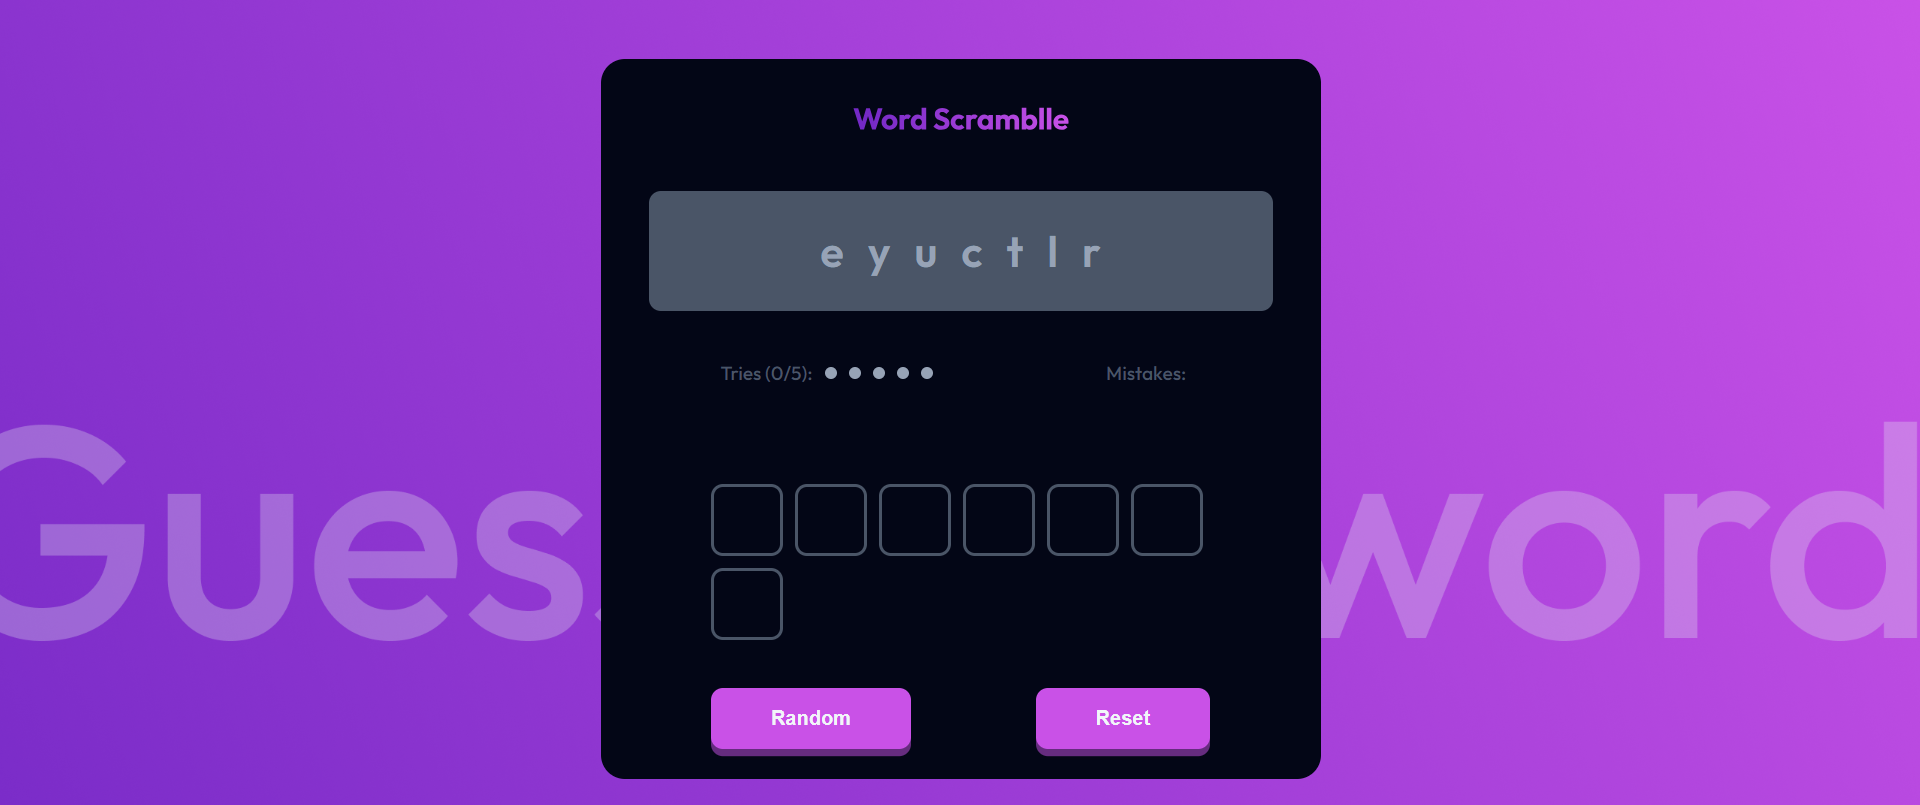 Word Scramblle
e y u c t l r
Tries (0/5):
Mistakes:
Gues
word
Random
Reset